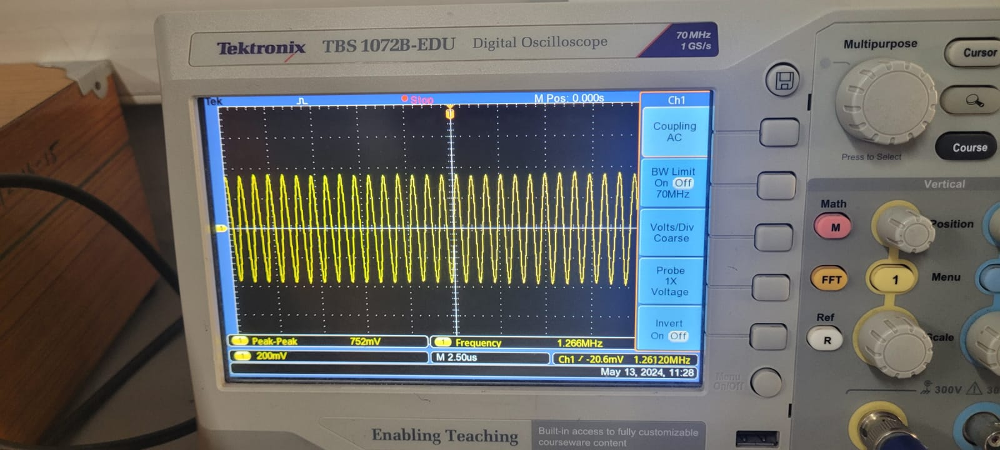 Tektronix TBS 1072B-EDU Digital Oscilloscope
70 MHz
1 GS/s
Tek
Stop
M Pos: 0.000s
Ch1
Coupling
AC
BW Limit
On Off
70MHz
Volts/Div
Coarse
Probe
1X
Voltage
Invert
On Off
T
1
1 Peak-Peak 752mV
1 Frequency 1.266MHz
1 200mV
M 2.50us
Ch1 -20.6mV 1.26120MHz
May 13, 2024, 11:28
Menu
On/Off
Enabling Teaching
Built-in access to fully customizable
courseware content
Multipurpose
Cursor
Press to Select
Course
Vertical
Math
M
Position
FFT
1
Menu
Ref
R
Scale
300V
30